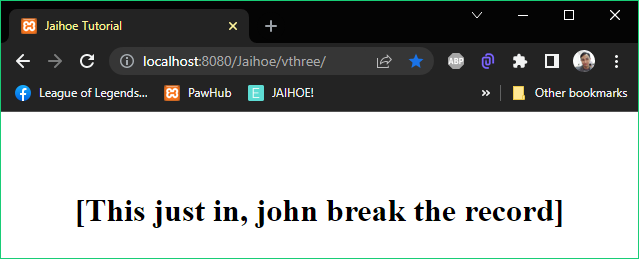 Jaihoe Tutorial
localhost:8080/Jaihoe/vthree/
ABP
League of Legends... PawHub E JAIHOE! » Other bookmarks
[This just in, john break the record]